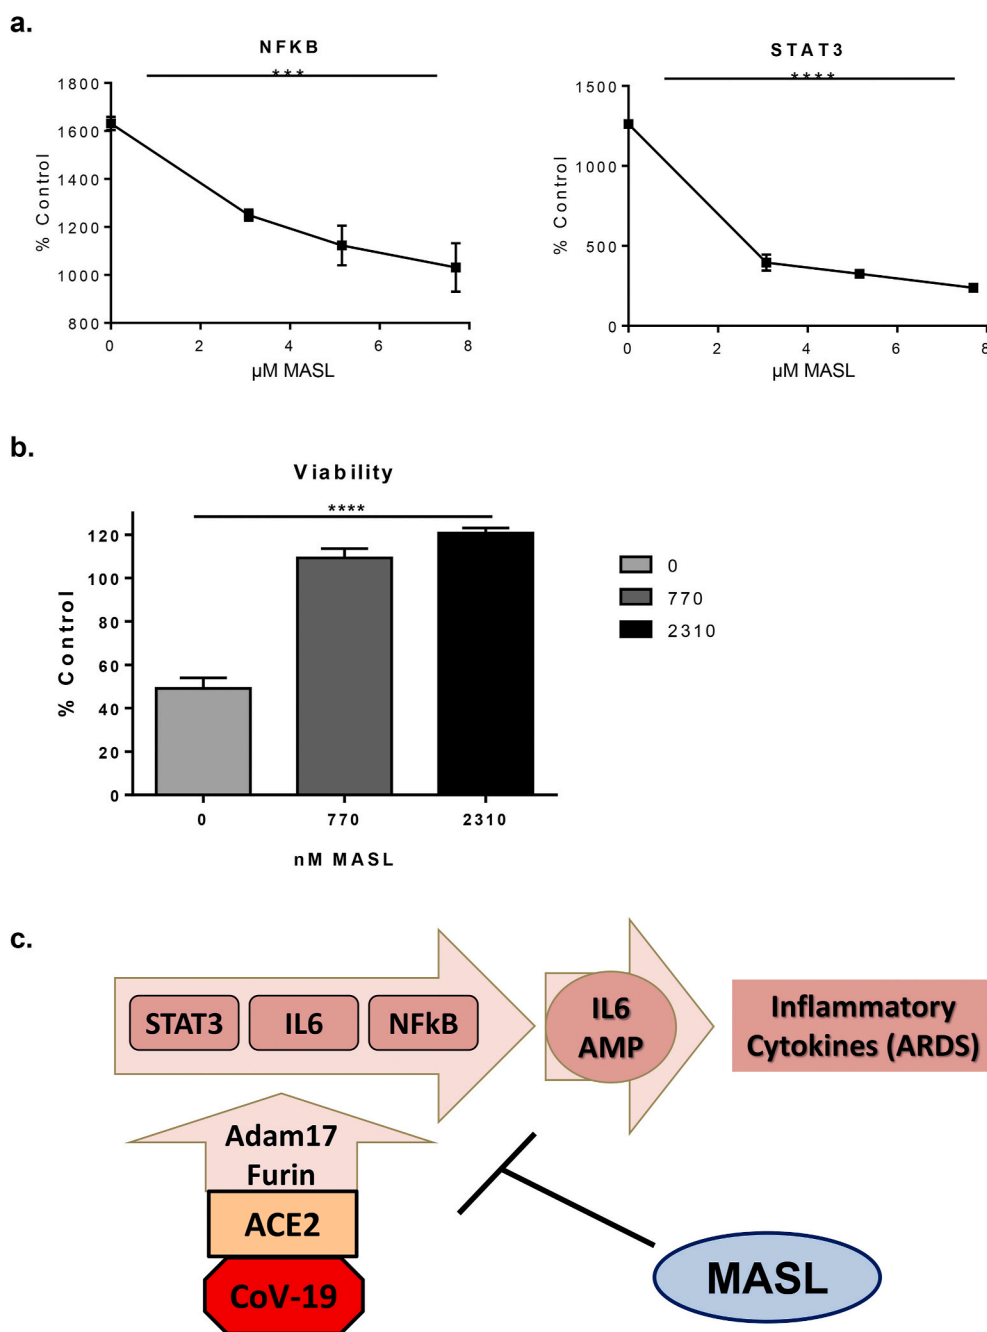 a.
NFKB
***
% Control
1800
1600
1400
1200
1000
800
0
2
4
6
8
µM MASL
STAT3
****
% Control
1500
1000
500
0
0
2
4
6
8
µM MASL
b.
Viability
****
% Control
120
100
80
60
40
20
0
0
770
2310
nM MASL
0
770
2310
c.
STAT3
IL6
NFkB
IL6
AMP
Inflammatory
Cytokines (ARDS)
Adam17
Furin
ACE2
CoV-19
MASL